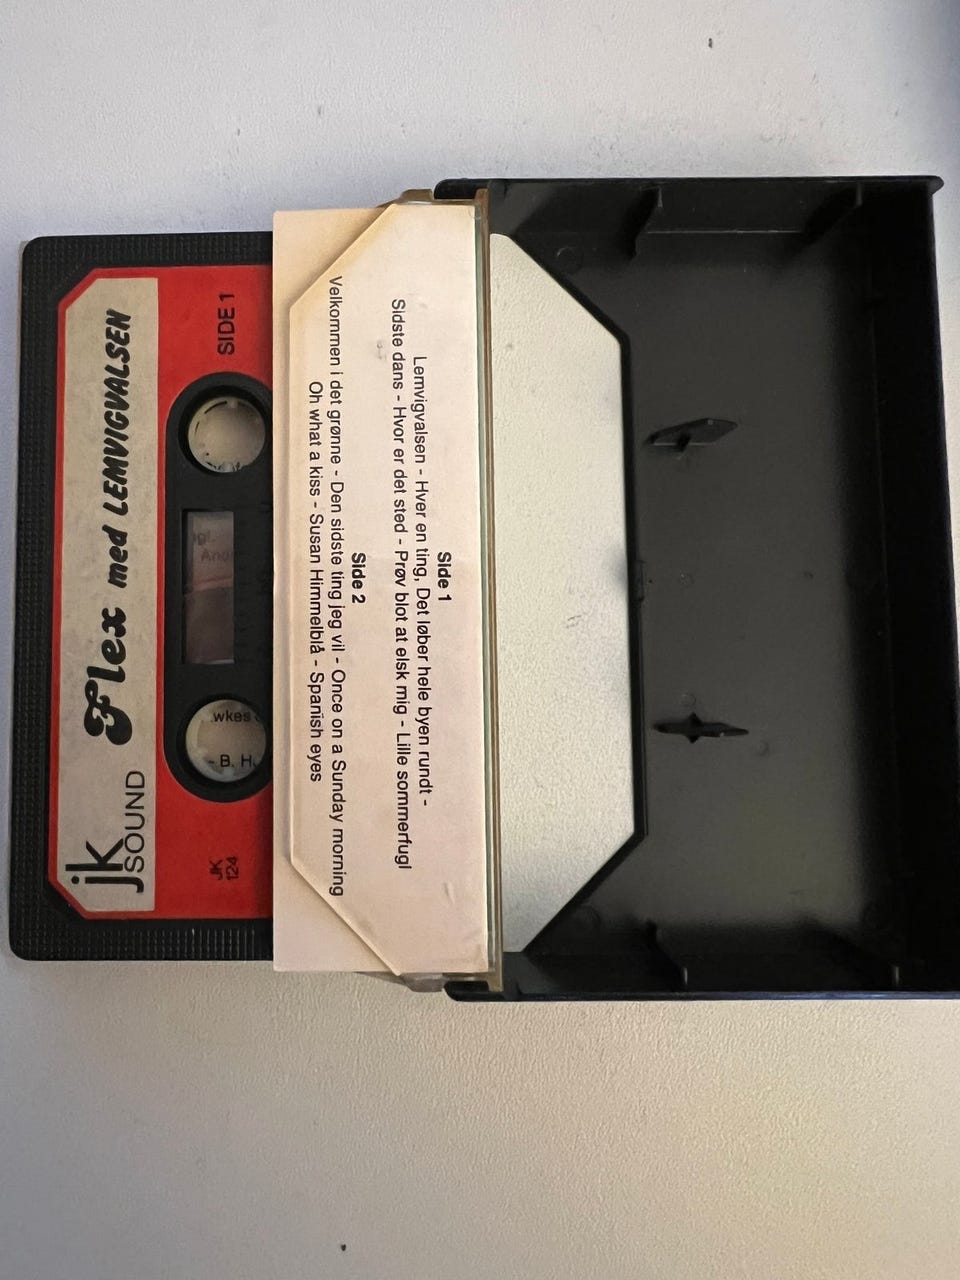 Flex med LEMVIGVALSEN
jk
SOUND
SIDE 1
JK
124
wkes
- B. H.
Side 1
Lemvigvalsen - Hver en ting, Det løber hele byen rundt -
Sidste dans - Hvor er det sted - Prøv blot at elsk mig - Lille sommerfugl
Side 2
Velkommen i det grønne - Den sidste ting jeg vil - Once on a Sunday morning
Oh what a kiss - Susan Himmelblå - Spanish eyes